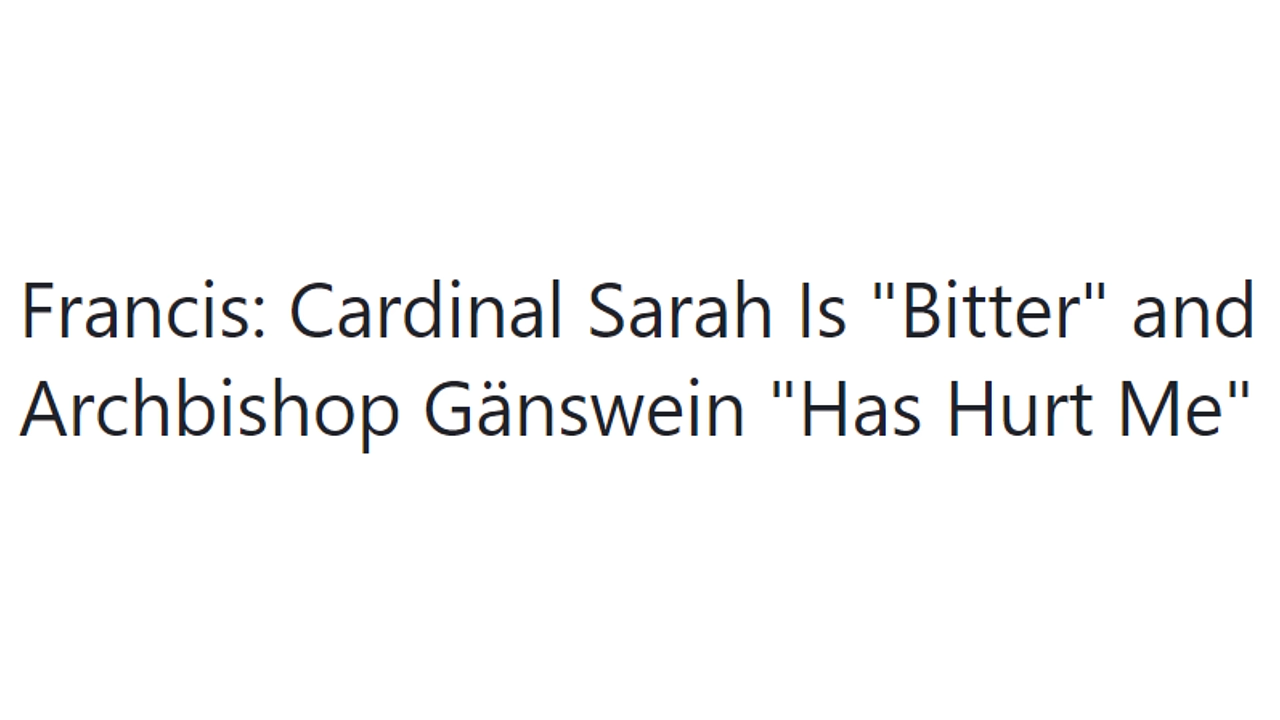 Francis: Cardinal Sarah Is "Bitter" and
Archbishop Gänswein "Has Hurt Me"